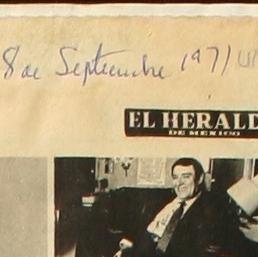 8 de Septiembre 1971
EL HERALD
DE MEXICO